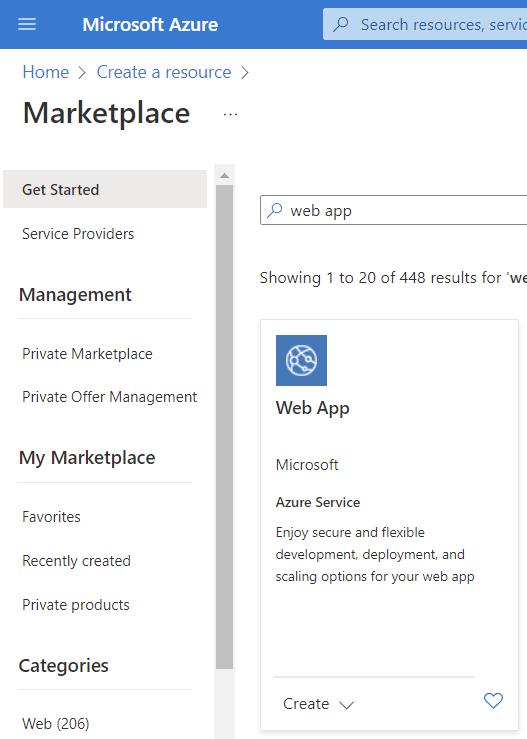 Microsoft Azure
Search resources, servic
Home > Create a resource >
Marketplace ...
Get Started
Service Providers
Management
Private Marketplace
Private Offer Management
My Marketplace
Favorites
Recently created
Private products
Categories
Web (206)
web app
Showing 1 to 20 of 448 results for 'we
Web App
Microsoft
Azure Service
Enjoy secure and flexible
development, deployment, and
scaling options for your web app
Create